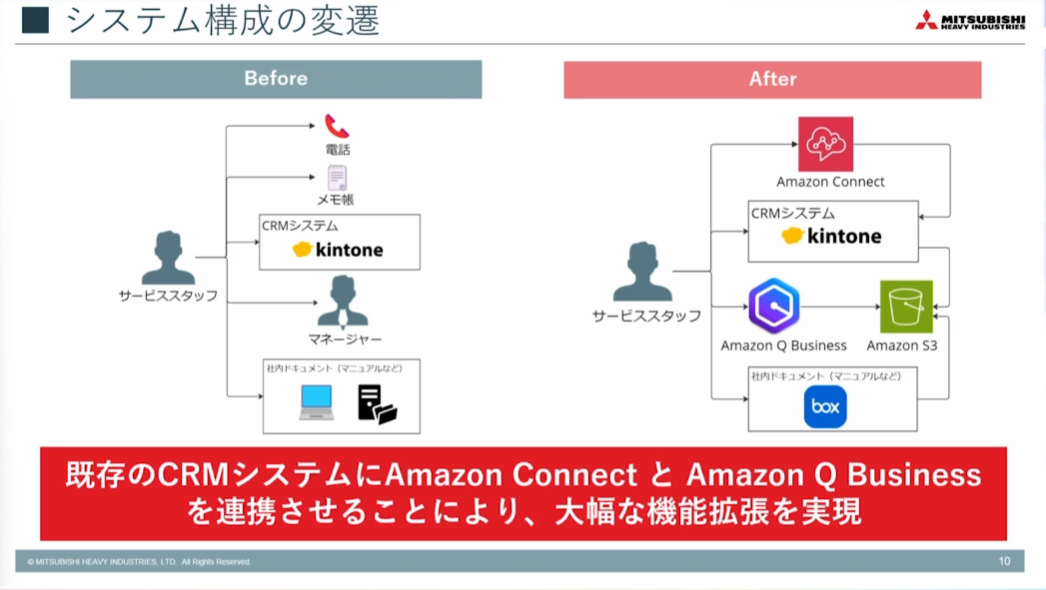 システム構成の変遷
MITSUBISHI
HEAVY INDUSTRIES
Before
電話
メモ帳
CRMシステム
kintone
サービススタッフ
マネージャー
社内ドキュメント（マニュアルなど）
After
Amazon Connect
CRMシステム
kintone
サービススタッフ
Amazon Q Business
Amazon S3
社内ドキュメント（マニュアルなど）
box
既存のCRMシステムにAmazon Connect と Amazon Q Business
を連携させることにより、大幅な機能拡張を実現
© MITSUBISHI HEAVY INDUSTRIES, LTD. All Rights Reserved.
10